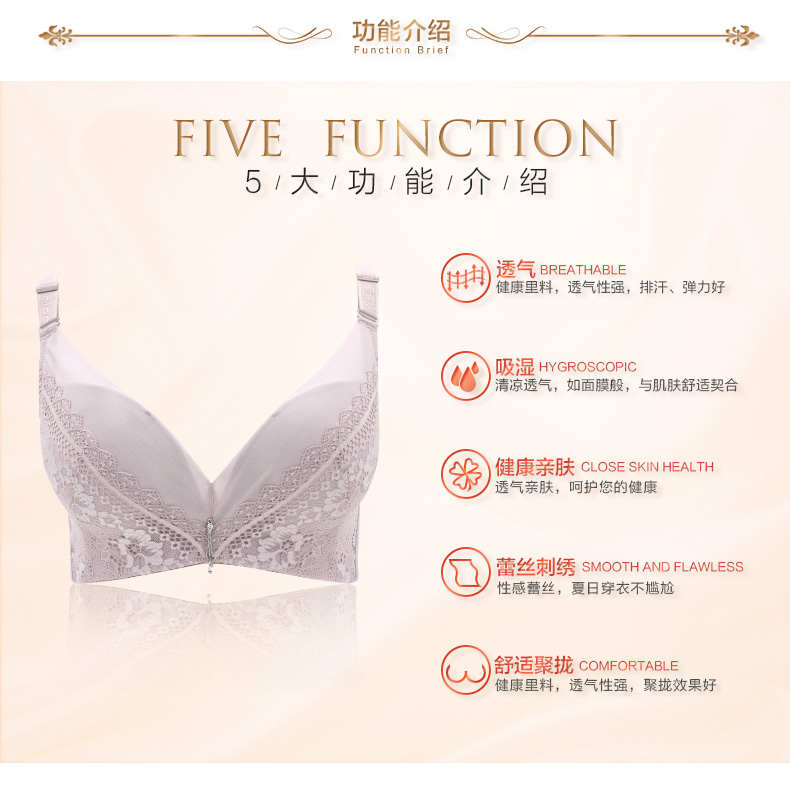 功能介绍
Function Brief
FIVE FUNCTION
5/大/功/能/介/绍
透气 BREATHABLE
健康里料，透气性强，排汗、弹力好
吸湿 HYGROSCOPIC
清凉透气，如面膜般，与肌肤舒适契合
健康亲肤 CLOSE SKIN HEALTH
透气亲肤，呵护您的健康
蕾丝刺绣 SMOOTH AND FLAWLESS
性感蕾丝，夏日穿衣不尴尬
舒适聚拢 COMFORTABLE
健康里料，透气性强，聚拢效果好